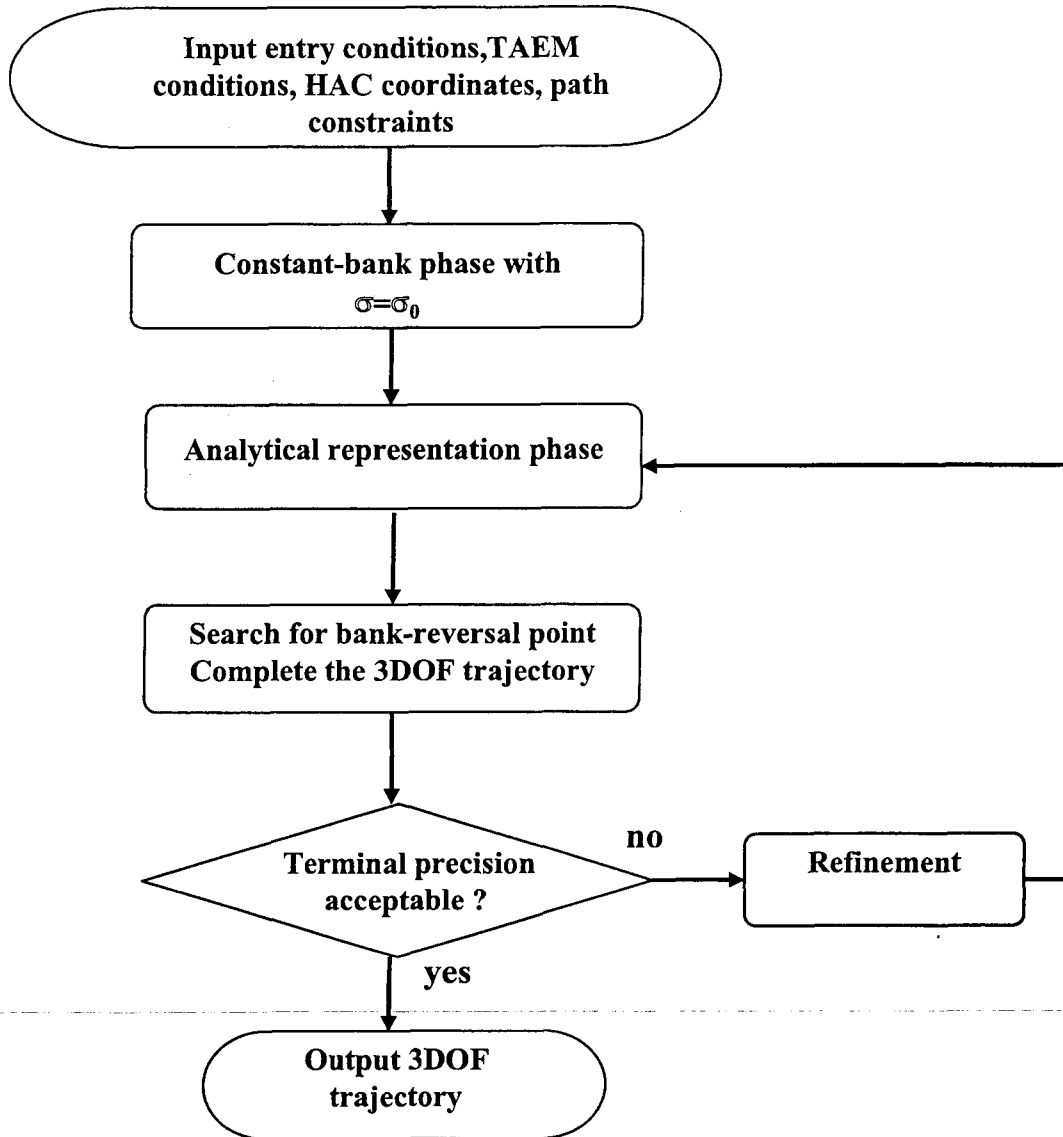 Input entry conditions,TAEM
conditions, HAC coordinates, path
constraints
Constant-bank phase with
σ=σ₀
Analytical representation phase
Search for bank-reversal point
Complete the 3DOF trajectory
Terminal precision
acceptable ?
no
Refinement
yes
Output 3DOF
trajectory